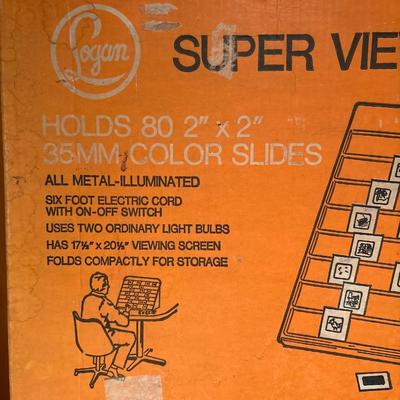 Logan
SUPER VIE
HOLDS 80 2" x 2"
35MM COLOR SLIDES
ALL METAL-ILLUMINATED
SIX FOOT ELECTRIC CORD
WITH ON-OFF SWITCH
USES TWO ORDINARY LIGHT BULBS
HAS 17½" x 20½" VIEWING SCREEN
FOLDS COMPACTLY FOR STORAGE